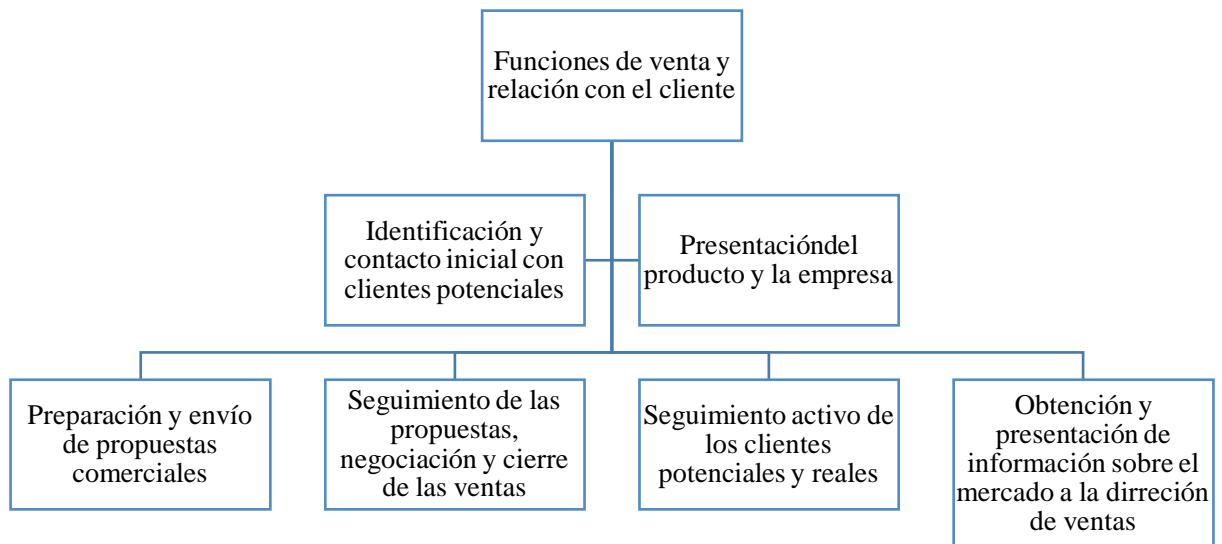 Funciones de venta y
relación con el cliente
Identificación y
contacto inicial con
clientes potenciales
Presentacióndel
producto y la empresa
Preparación y envío
de propuestas
comerciales
Seguimiento de las
propuestas,
negociación y cierre
de las ventas
Seguimiento activo de
los clientes
potenciales y reales
Obtención y
presentación de
información sobre el
mercado a la dirreción
de ventas